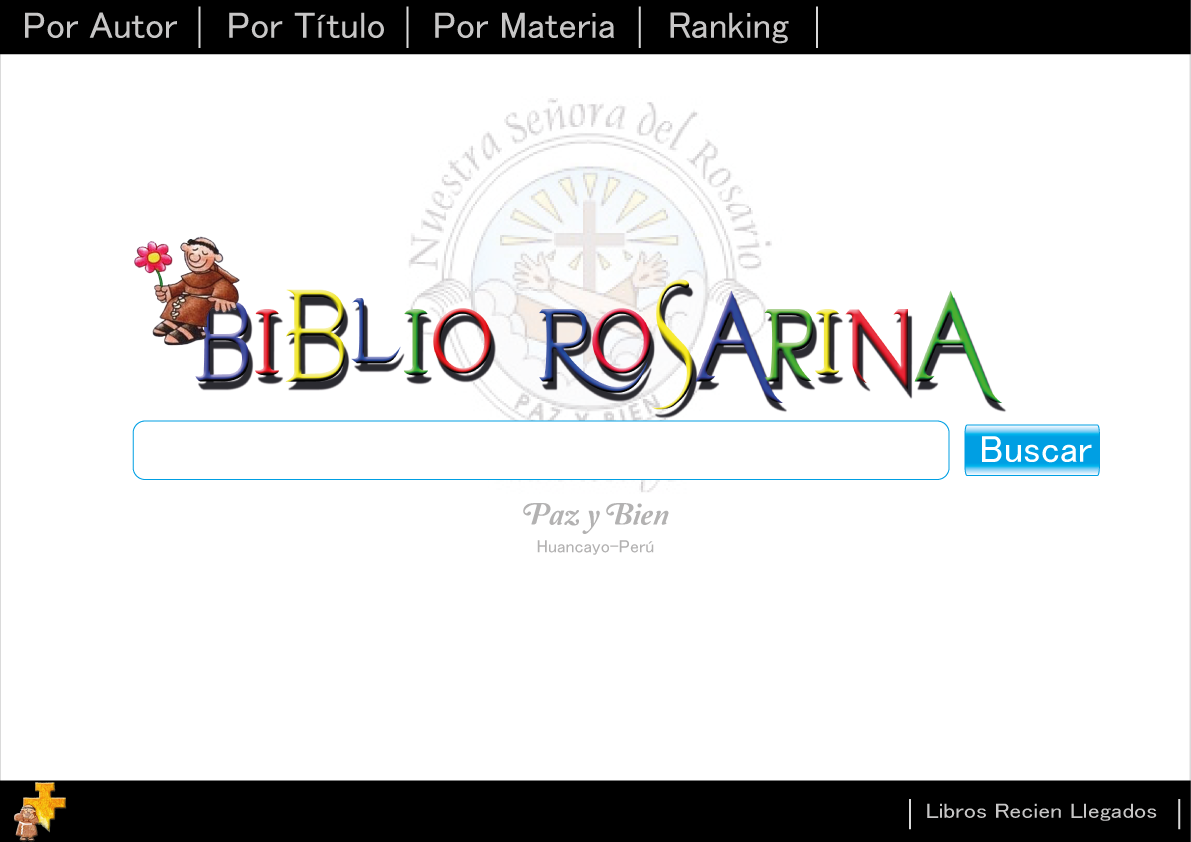 Por Autor
Por Título
Por Materia
Ranking
Nuestra Señora del Rosario
BIBLIO ROSARINA
PAZ Y BIEN
Buscar
Paz y Bien
Huancayo-Perú
Libros Recien Llegados